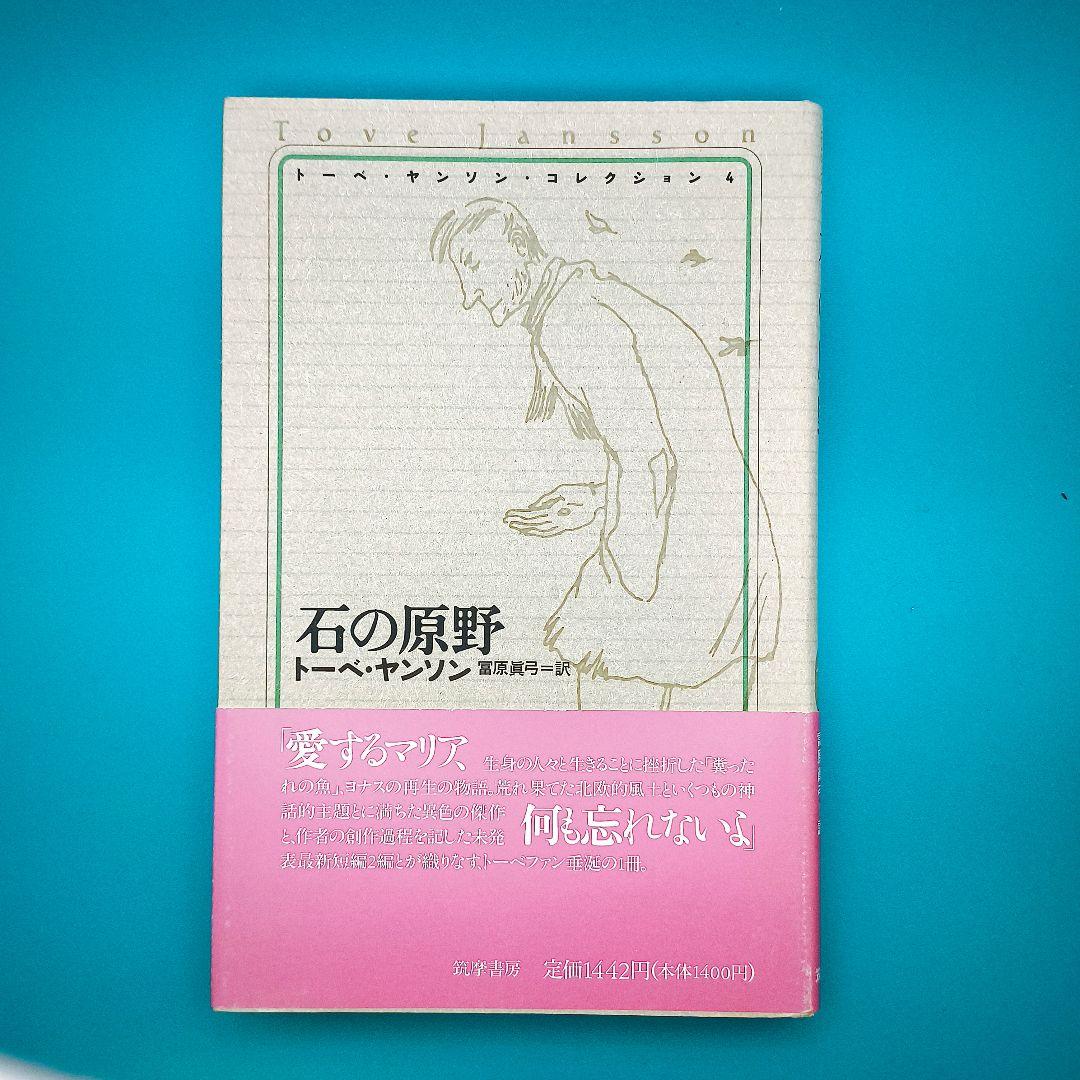 Tove Jansson
トーベ・ヤンソン・コレクション 4
石の原野
トーベ・ヤンソン 冨原眞弓=訳
「愛するマリア、
生身の人々と生きることに挫折した「糞った
れの魚」、ヨナスの再生の物語。荒れ果てた北欧的風土といくつもの神
話的主題とに満ちた異色の傑作
と、作者の創作過程を記した未発
何も忘れないよ」
表最新短編2編とが織りなす、トーベファン垂涎の1冊。
筑摩書房 定価1442円(本体1400円)